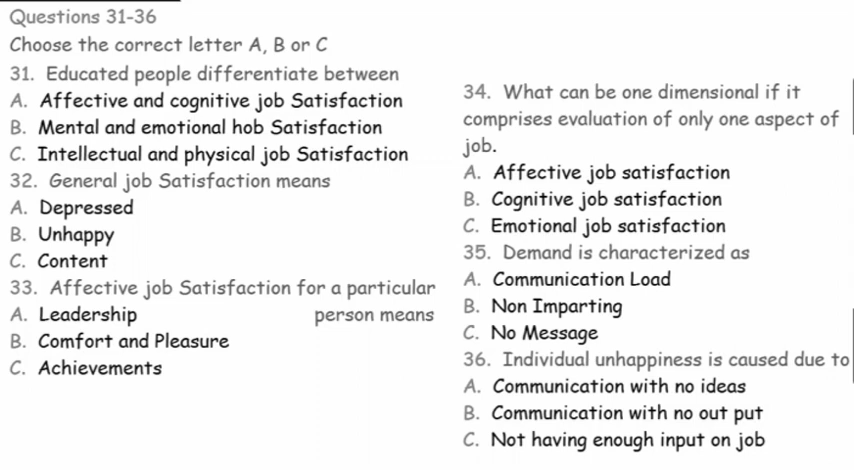 Questions 31-36
Choose the correct letter A, B or C
31. Educated people differentiate between
A. Affective and cognitive job Satisfaction
B. Mental and emotional hob Satisfaction
C. Intellectual and physical job Satisfaction
32. General job Satisfaction means
A. Depressed
B. Unhappy
C. Content
33. Affective job Satisfaction for a particular
person means
A. Leadership
B. Comfort and Pleasure
C. Achievements
34. What can be one dimensional if it
comprises evaluation of only one aspect of
job.
A. Affective job satisfaction
B. Cognitive job satisfaction
C. Emotional job satisfaction
35. Demand is characterized as
A. Communication Load
B. Non Imparting
C. No Message
36. Individual unhappiness is caused due to
A. Communication with no ideas
B. Communication with no out put
C. Not having enough input on job